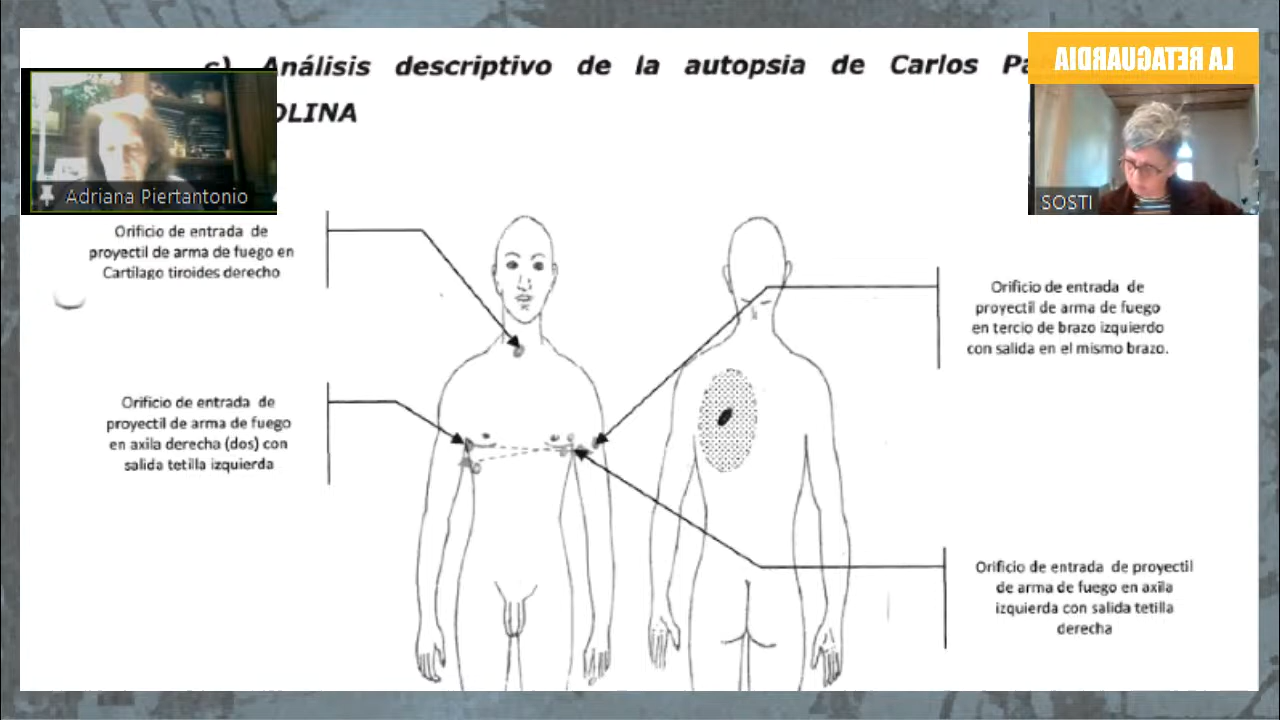 c) Análisis descriptivo de la autopsia de Carlos
OLINA
LA RETAGUARDIA
Adriana Piertantonio
SOSTI
Orificio de entrada de
proyectil de arma de fuego en
Cartílago tiroides derecho
Orificio de entrada de
proyectil de arma de fuego
en tercio de brazo izquierdo
con salida en el mismo brazo.
Orificio de entrada de
proyectil de arma de fuego
en axila derecha (dos) con
salida tetilla izquierda
Orificio de entrada de proyectil
de arma de fuego en axila
izquierda con salida tetilla
derecha